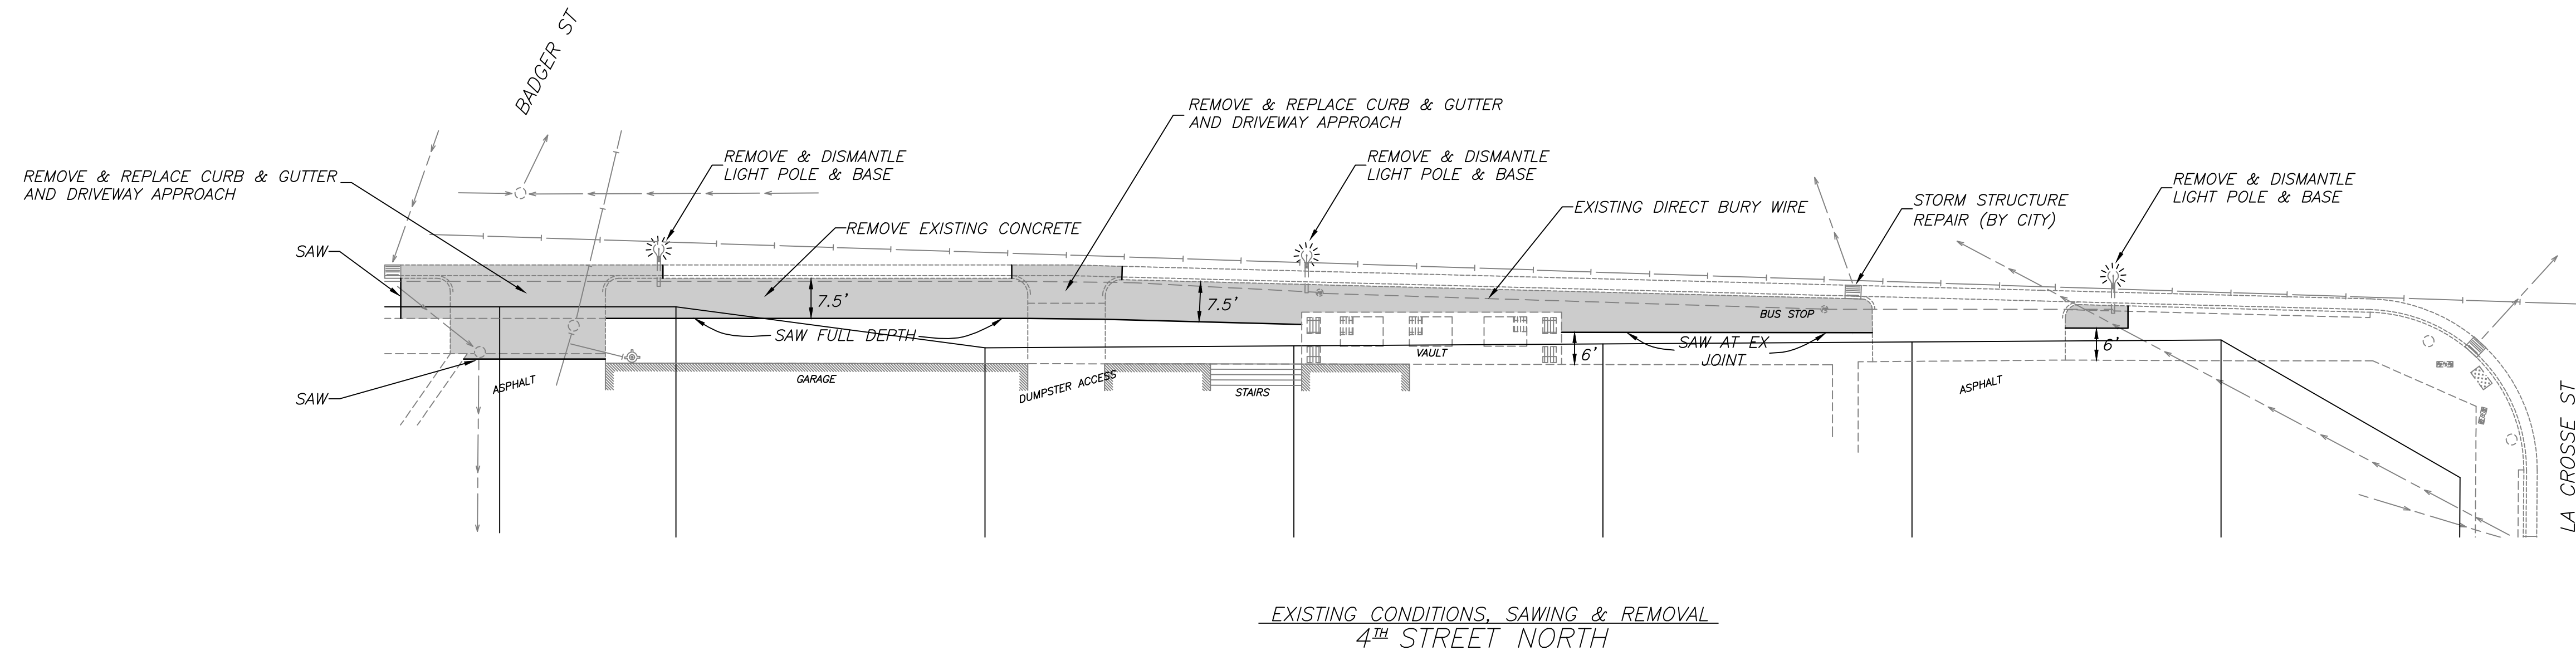 BADGER ST
REMOVE & REPLACE CURB & GUTTER
AND DRIVEWAY APPROACH
REMOVE & DISMANTLE
LIGHT POLE & BASE
REMOVE & DISMANTLE
LIGHT POLE & BASE
REMOVE & REPLACE CURB & GUTTER
AND DRIVEWAY APPROACH
REMOVE & DISMANTLE
LIGHT POLE & BASE
STORM STRUCTURE
REPAIR (BY CITY)
EXISTING DIRECT BURY WIRE
REMOVE EXISTING CONCRETE
SAW
7.5'
7.5'
BUS STOP
SAW FULL DEPTH
SAW AT EX
JOINT
VAULT
6'
6'
GARAGE
ASPHALT
DUMPSTER ACCESS
STAIRS
ASPHALT
SAW
LA CROSSE ST
EXISTING CONDITIONS, SAWING & REMOVAL
4TH STREET NORTH